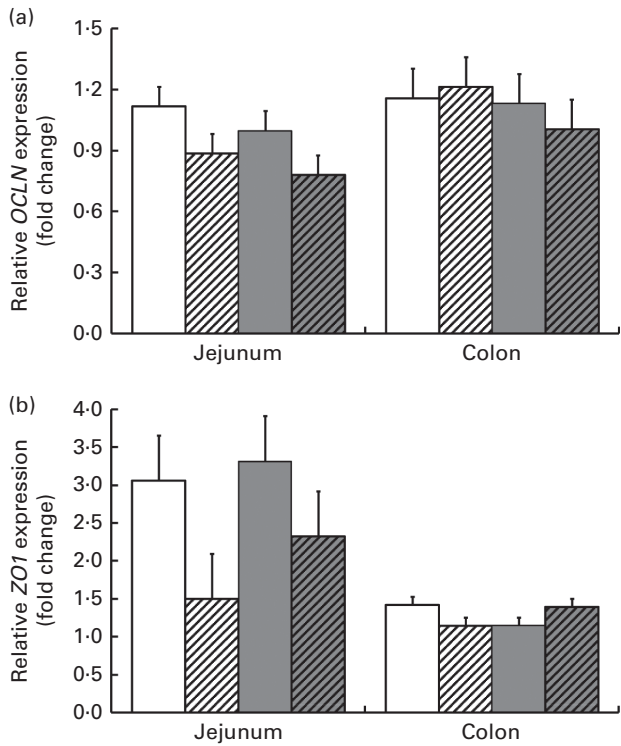 (a)
Relative OCLN expression
(fold change)
1·5
1·2
0·9
0·6
0·3
0·0
Jejunum
Colon
(b)
Relative ZO1 expression
(fold change)
4·0
3·5
3·0
2·5
2·0
1·5
1·0
0·5
0·0
Jejunum
Colon